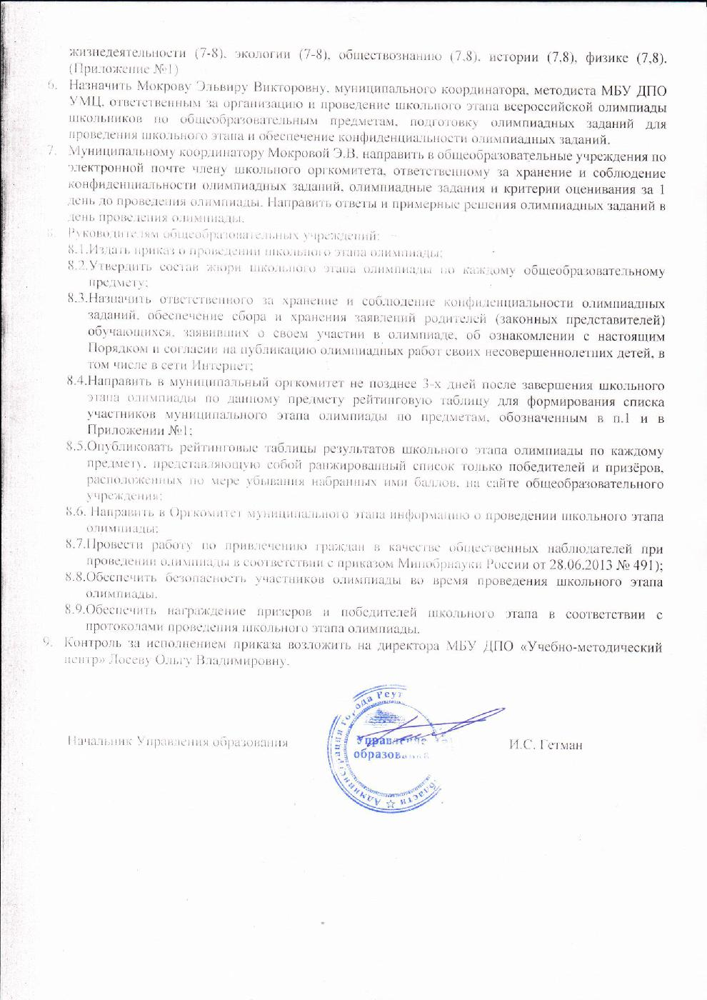 жизнедеятельности (7-8), экологии (7-8), обществознанию (7,8), истории (7,8), физике (7,8).
(Приложение №1)
6. Назначить Мокрову Эльвиру Викторовну, муниципального координатора, методиста МБУ ДПО
УМЦ, ответственным за организацию и проведение школьного этапа всероссийской олимпиады
школьников по общеобразовательным предметам, подготовку олимпиадных заданий для
проведения школьного этапа и обеспечение конфиденциальности олимпиадных заданий.
7. Муниципальному координатору Мокровой Э.В. направить в общеобразовательные учреждения по
электронной почте члену школьного оргкомитета, ответственному за хранение и соблюдение
конфиденциальности олимпиадных заданий, олимпиадные задания и критерии оценивания за 1
день до проведения олимпиады. Направить ответы и примерные решения олимпиадных заданий в
день проведения олимпиады.
8. Руководителям общеобразовательных учреждений:
8.1.Издать приказ о проведении школьного этапа олимпиады;
8.2.Утвердить состав жюри школьного этапа олимпиады по каждому общеобразовательному
предмету;
8.3.Назначить ответственного за хранение и соблюдение конфиденциальности олимпиадных
заданий, обеспечение сбора и хранения заявлений родителей (законных представителей)
обучающихся, заявивших о своем участии в олимпиаде, об ознакомлении с настоящим
Порядком и согласии на публикацию олимпиадных работ своих несовершеннолетних детей, в
том числе в сети Интернет;
8.4.Направить в муниципальный оргкомитет не позднее 3-х дней после завершения школьного
этапа олимпиады по данному предмету рейтинговую таблицу для формирования списка
участников муниципального этапа олимпиады по предметам, обозначенным в п.1 и в
Приложении №1;
8.5.Опубликовать рейтинговые таблицы результатов школьного этапа олимпиады по каждому
предмету, представляющую собой ранжированный список только победителей и призёров,
расположенных по мере убывания набранных ими баллов, на сайте общеобразовательного
учреждения;
8.6. Направить в Оргкомитет муниципального этапа информацию о проведении школьного этапа
олимпиады;
8.7.Провести работу по привлечению граждан в качестве общественных наблюдателей при
проведении олимпиады в соответствии с приказом Минобрнауки России от 28.06.2013 № 491);
8.8.Обеспечить безопасность участников олимпиады во время проведения школьного этапа
олимпиады.
8.9.Обеспечить награждение призеров и победителей школьного этапа в соответствии с
протоколами проведения школьного этапа олимпиады.
9. Контроль за исполнением приказа возложить на директора МБУ ДПО «Учебно-методический
центр» Лосеву Ольгу Владимировну.
Администрация города Реут
Начальник Управления образования
Управление
образования
И.С. Гетман
области